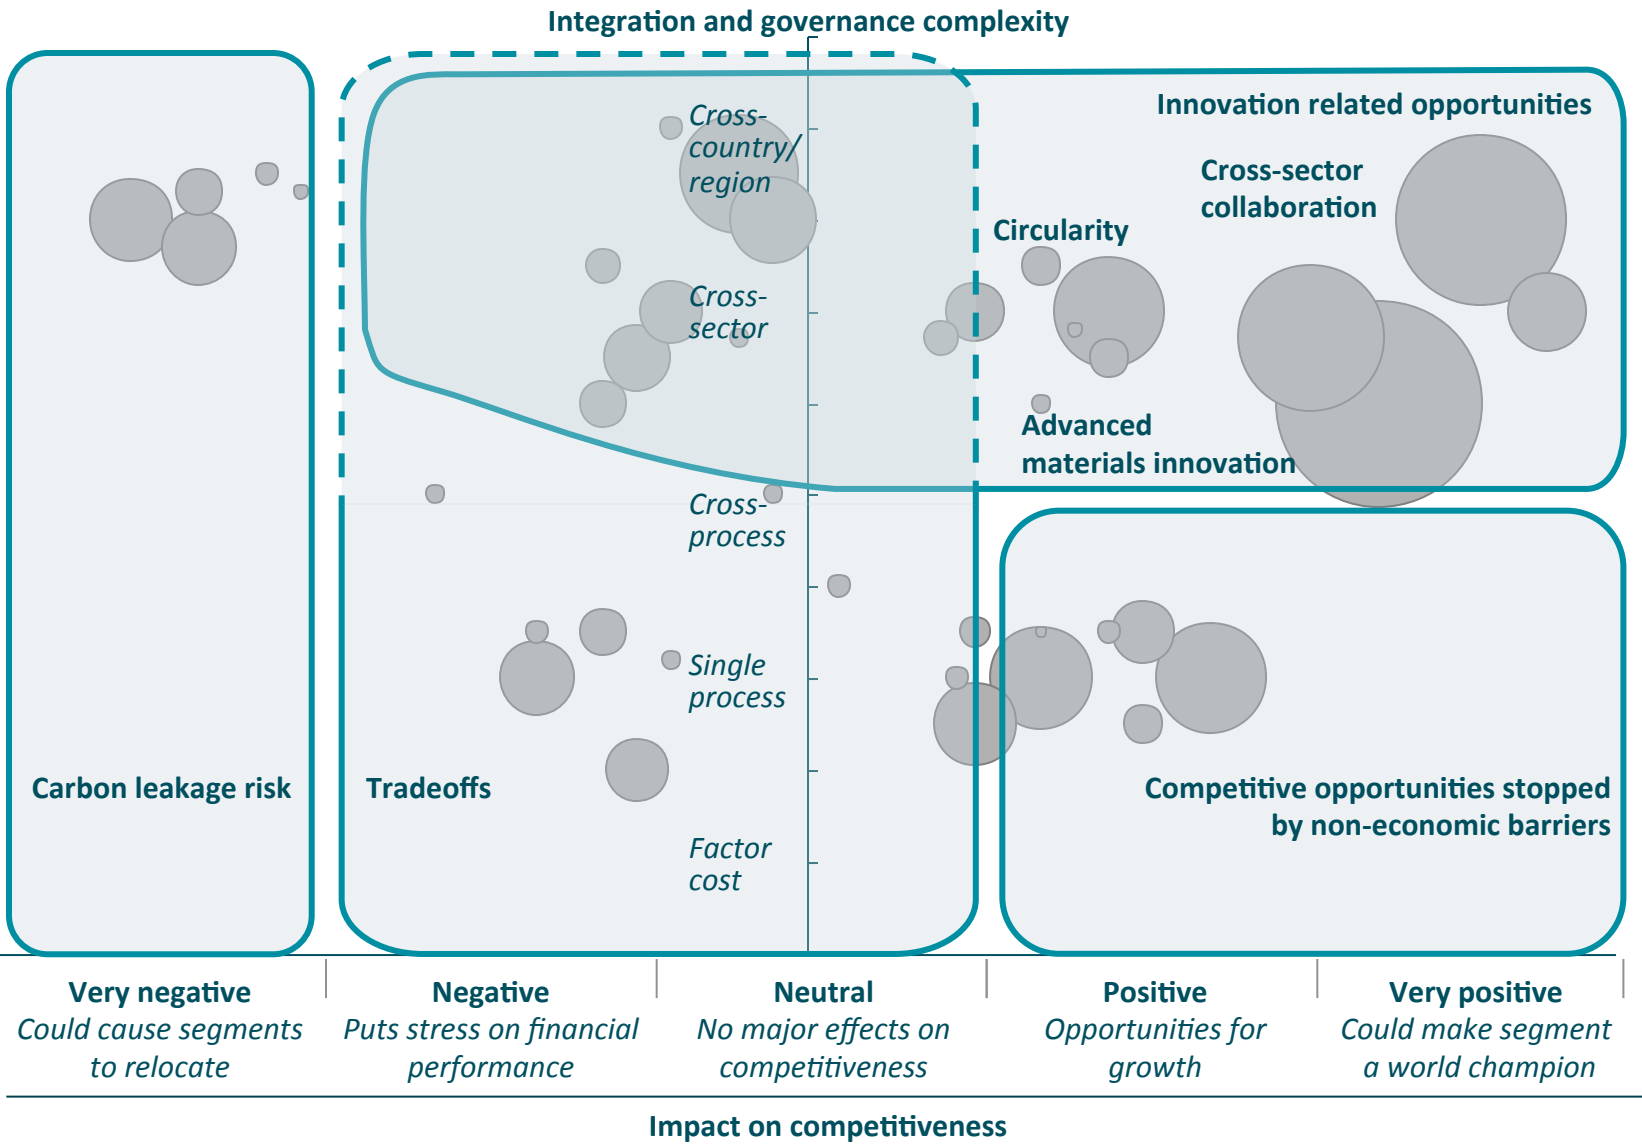 Integration and governance complexity
Innovation related opportunities
Cross-
country/
region
Cross-sector
collaboration
Circularity
Cross-
sector
Advanced
materials innovation
Cross-
process
Single
process
Carbon leakage risk
Tradeoffs
Competitive opportunities stopped
by non-economic barriers
Factor
cost
Very negative
Could cause segments
to relocate
Negative
Puts stress on financial
performance
Neutral
No major effects on
competitiveness
Positive
Opportunities for
growth
Very positive
Could make segment
a world champion
Impact on competitiveness